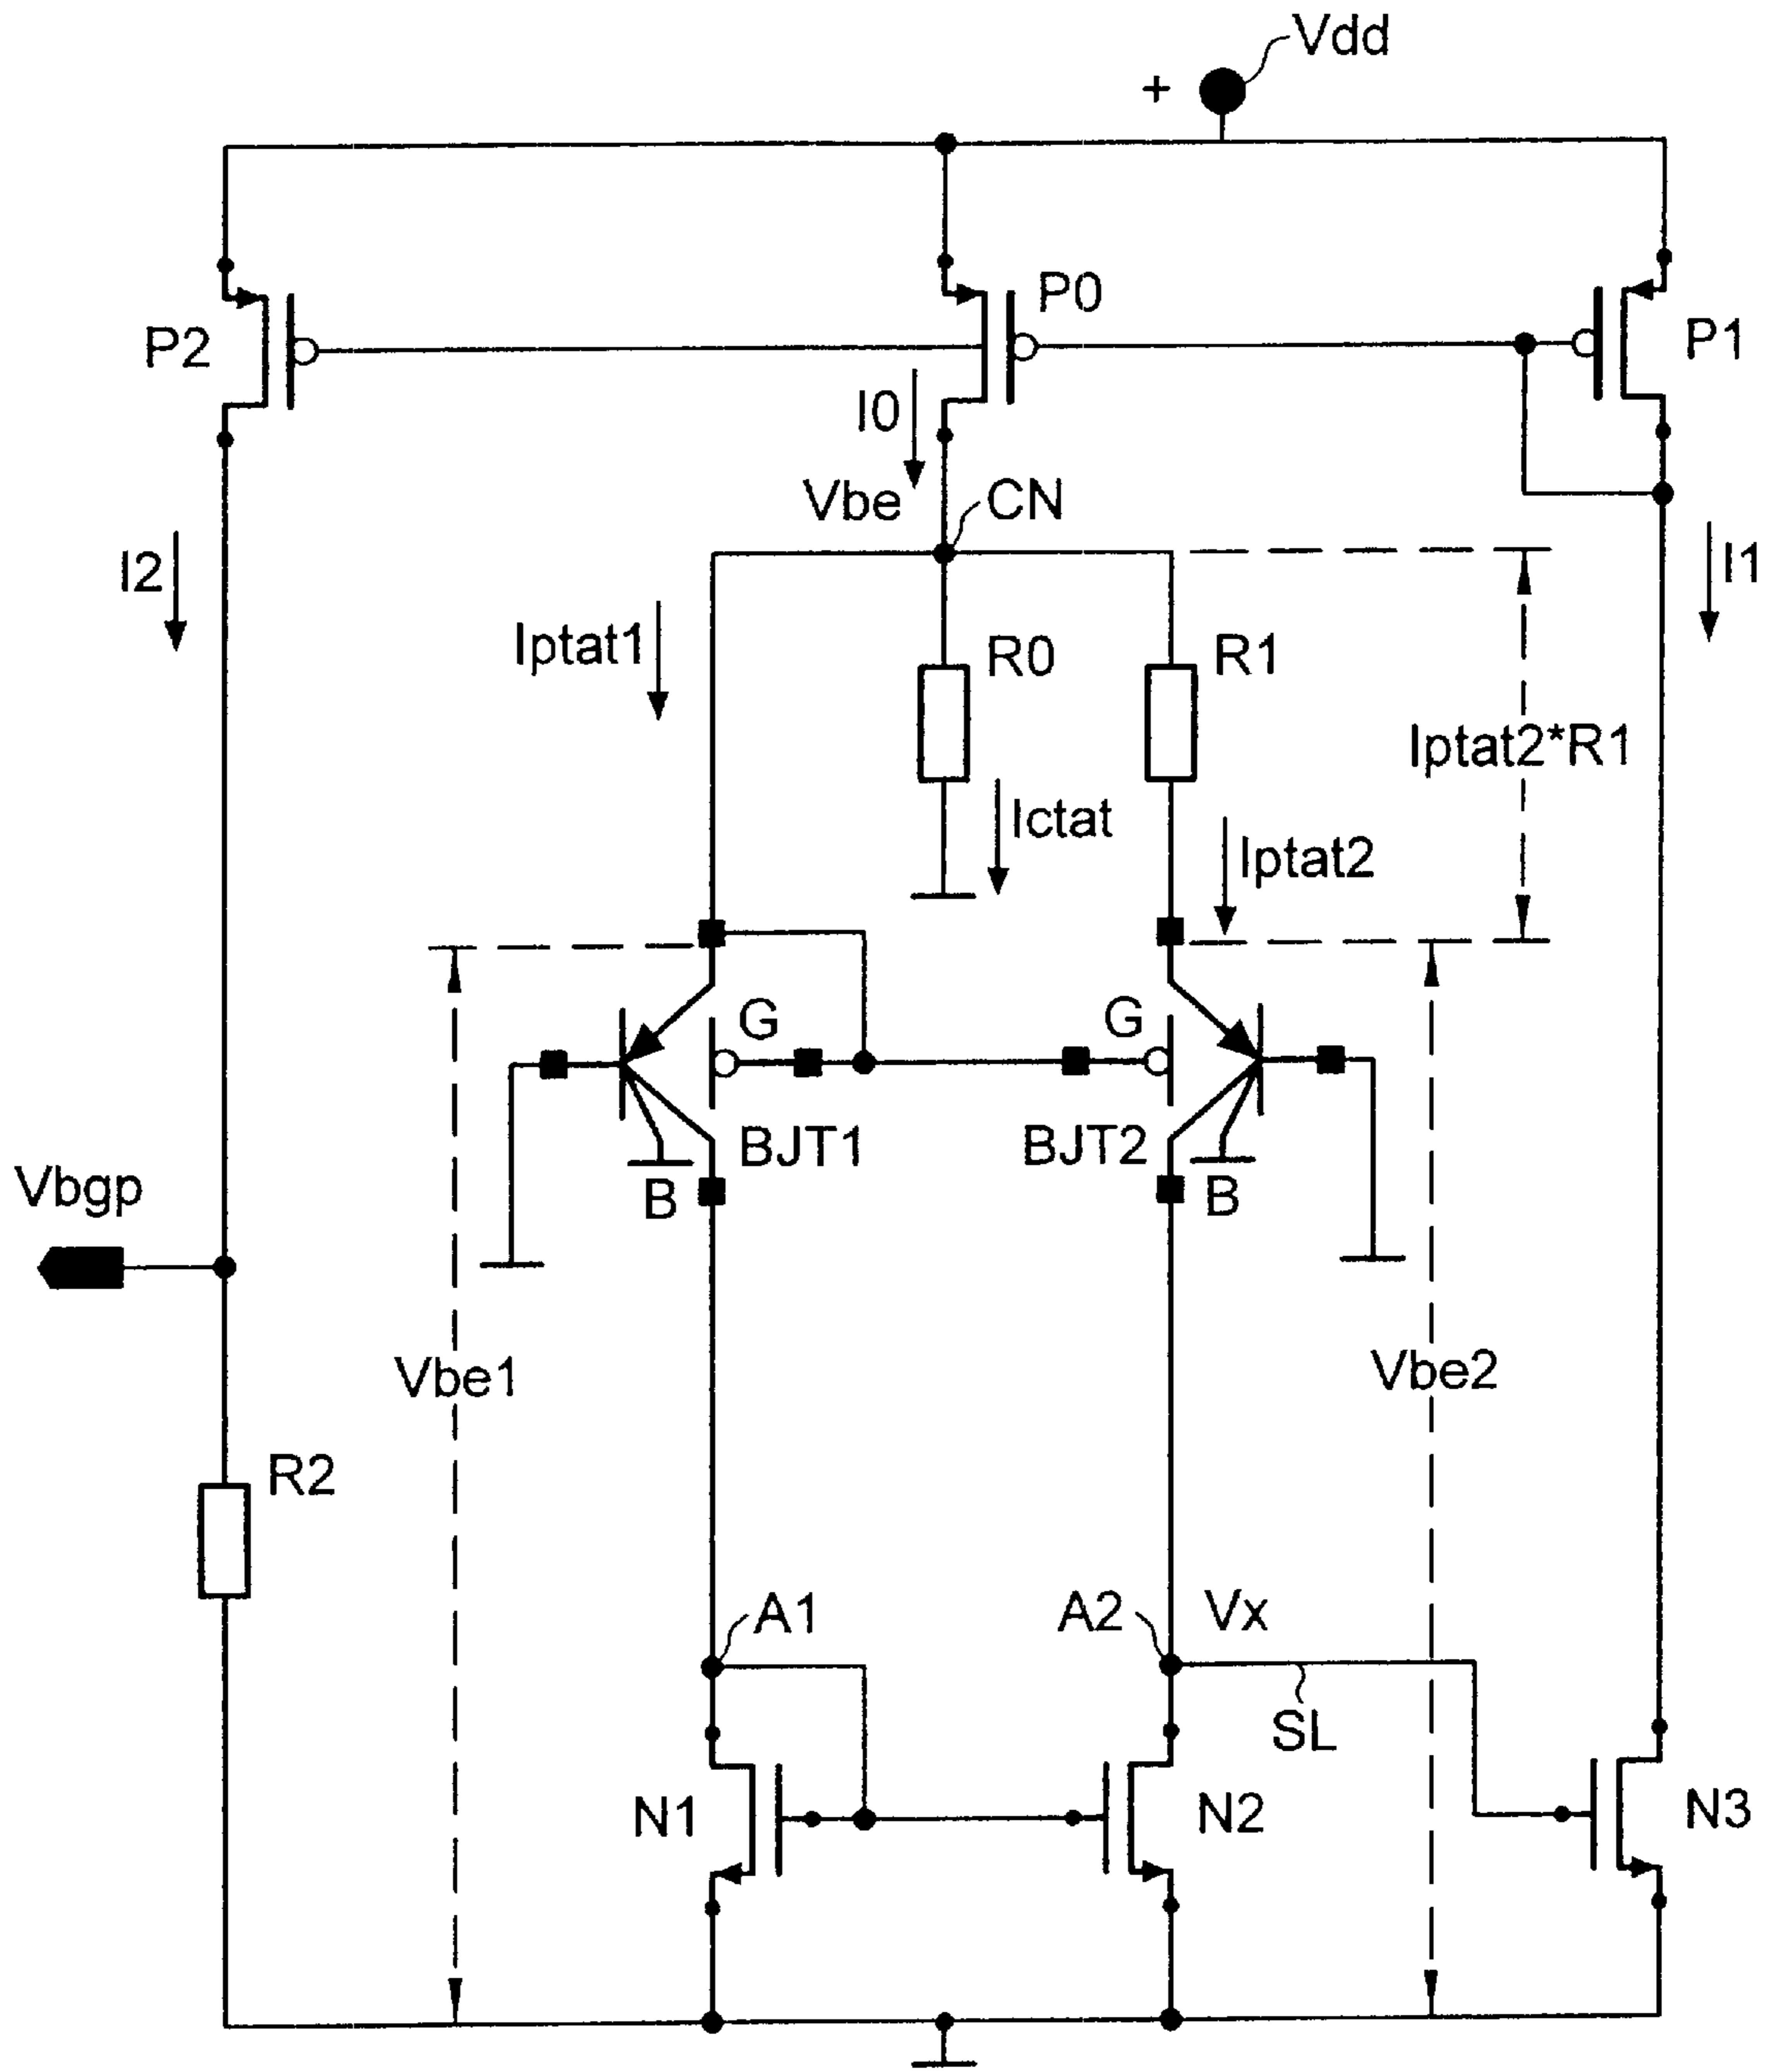 Vdd
+
P2
P0
P1
I0
Vbe
CN
I2
I1
Iptat1
R0
R1
Iptat2*R1
Ictat
Iptat2
G
G
BJT1
BJT2
B
B
Vbgp
Vbe1
Vbe2
R2
A1
A2
Vx
SL
N1
N2
N3